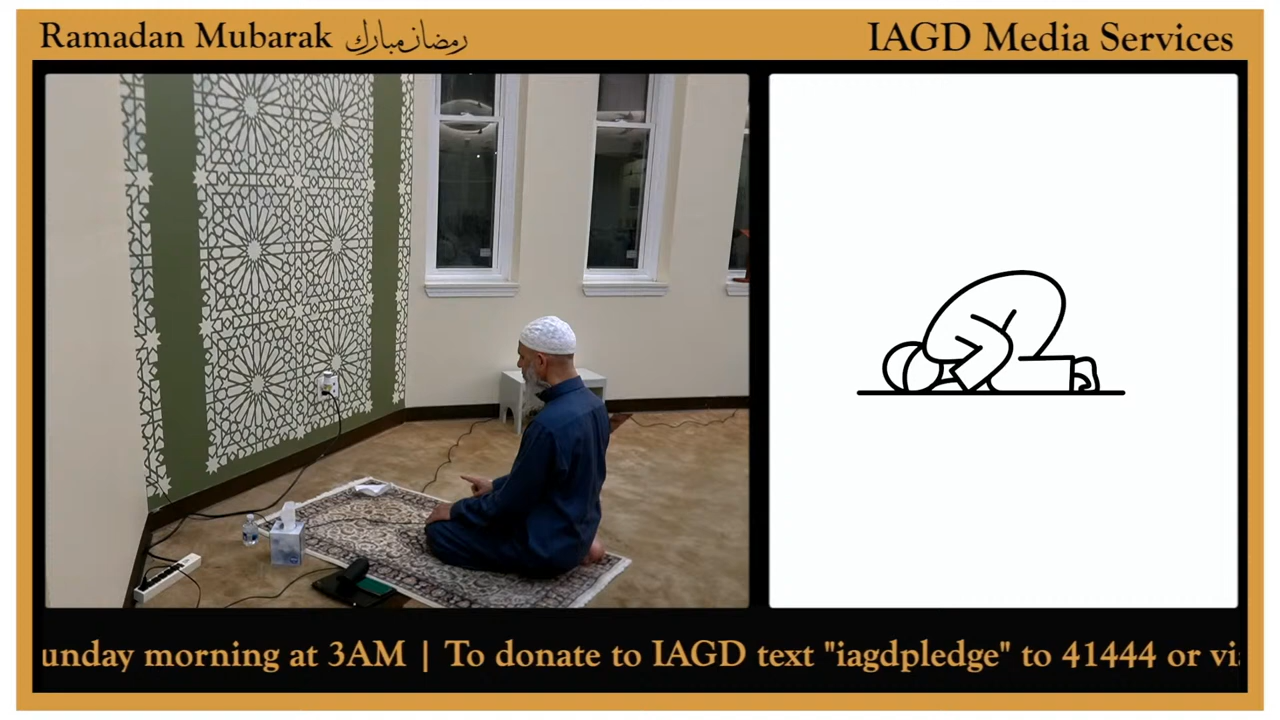 Ramadan Mubarak رمضان مبارك
IAGD Media Services
unday morning at 3AM | To donate to IAGD text "iagdpledge" to 41444 or vi